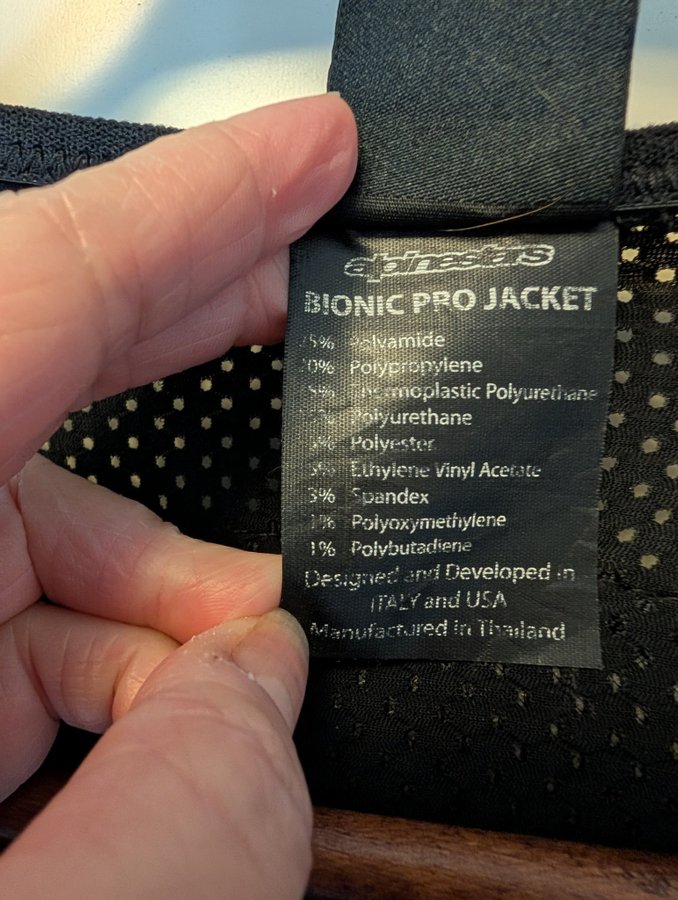 alpinestars
BIONIC PRO JACKET
Polyamide
Polypropylene
Thermoplastic Polyurethane
Polyurethane
Polyester
Ethylene Vinyl Acetate
3% Spandex
1% Polyoxymethylene
1% Polybutadiene
Designed and Developed in
ITALY and USA
Manufactured in Thailand